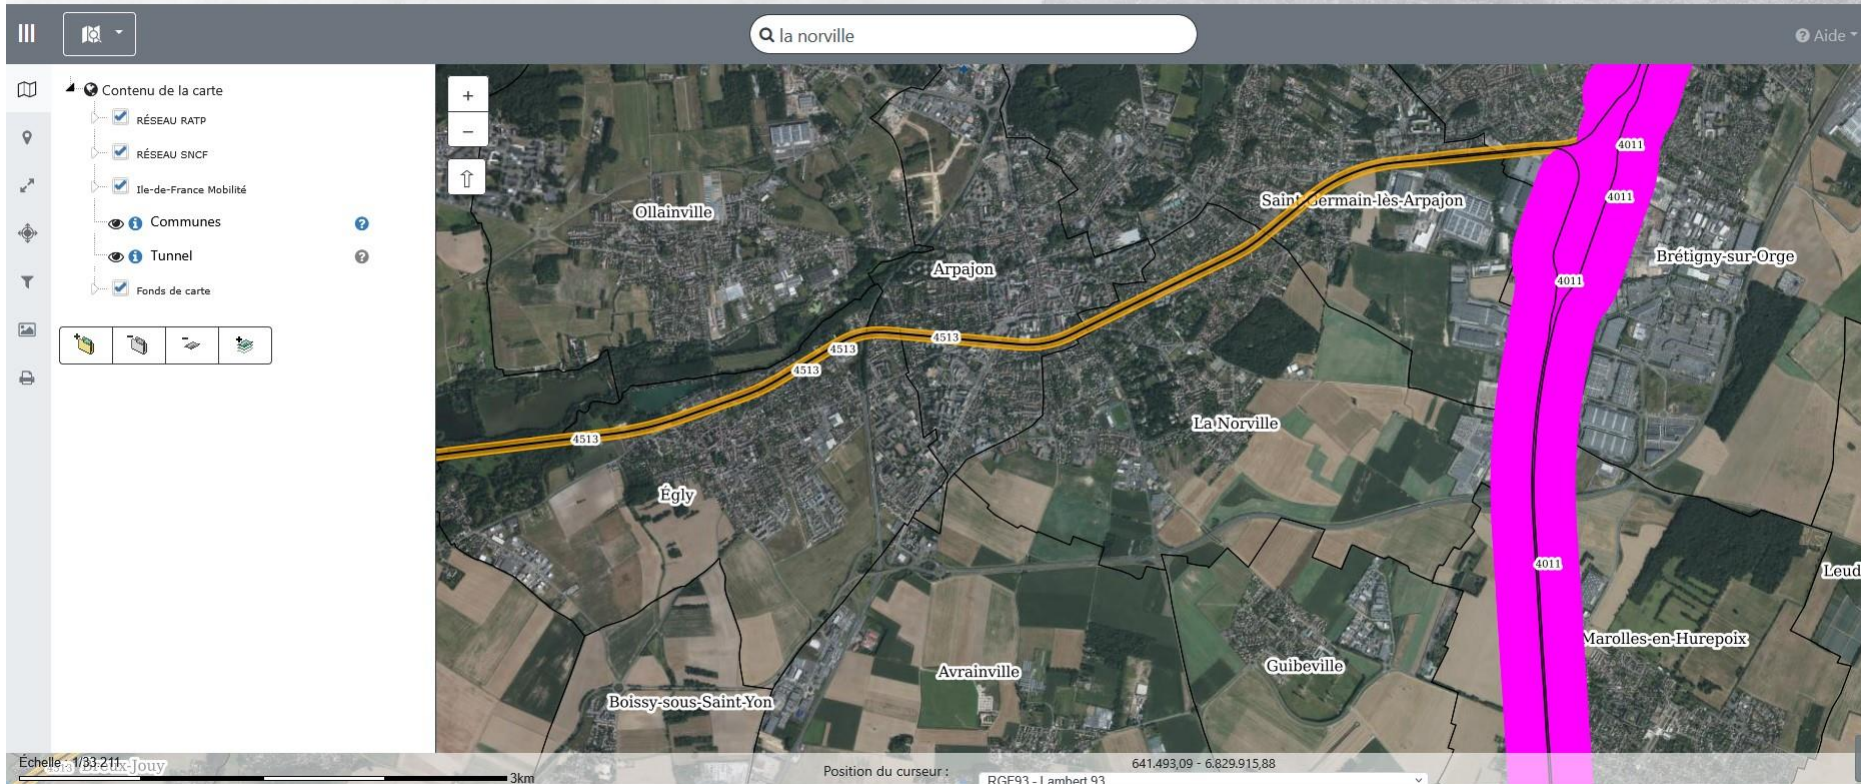 la norville
Aide
Contenu de la carte
RÉSEAU RATP
RÉSEAU SNCF
Ile-de-France Mobilité
Communes
Tunnel
Fonds de carte
4011
4011
Saint-Germain-lès-Arpajon
Ollainville
Brétigny-sur-Orge
Arpajon
4011
4513
4513
4513
La Norville
4513
Égly
4011
Leud
Marolles-en-Hurepoix
Guibeville
Avrainville
Boissy-sous-Saint-Yon
Échelle : 1/33.211
4513 Breux-Jouy
3km
Position du curseur :
641.493,09 - 6.829.915,88
RGF93 - Lambert 93